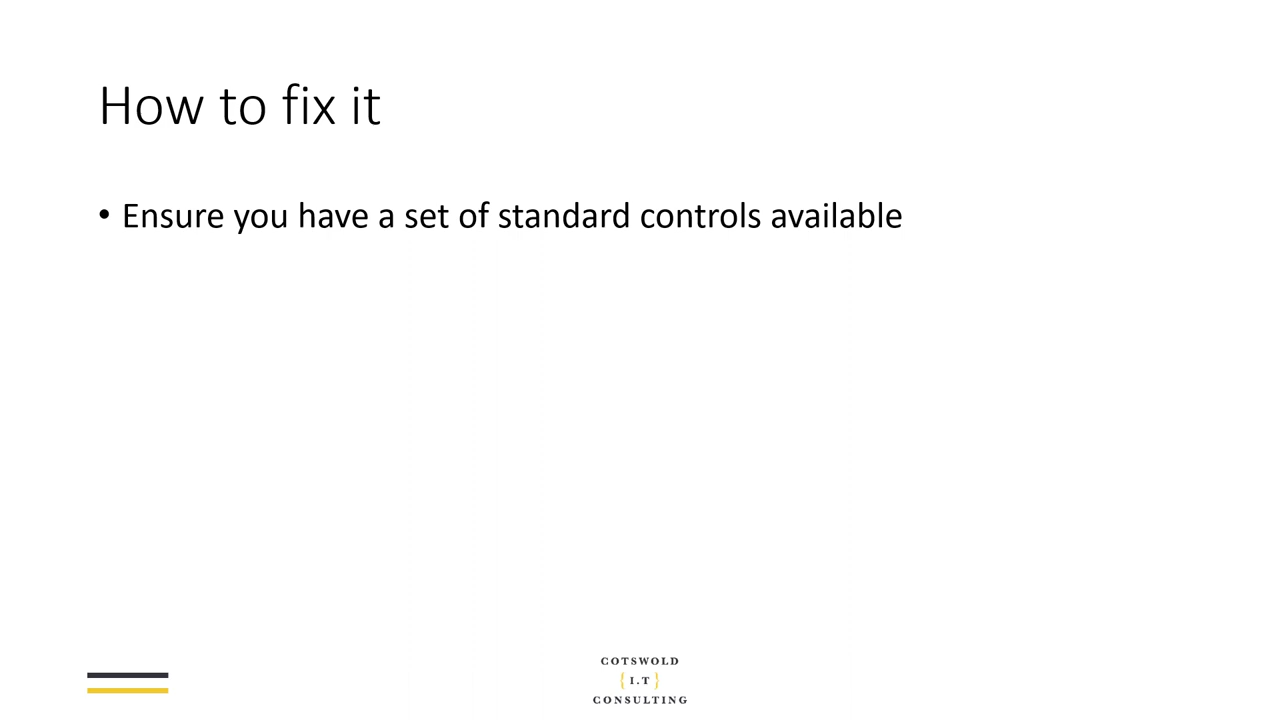 How to fix it
• Ensure you have a set of standard controls available
COTSWOLD
{I.T}
CONSULTING